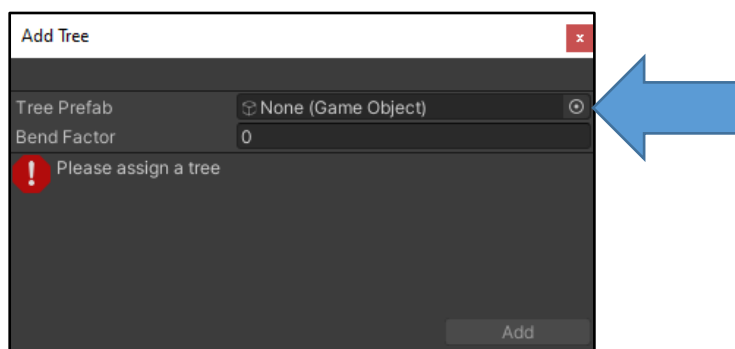 Add Tree
x
Tree Prefab None (Game Object)
Bend Factor 0
! Please assign a tree
Add